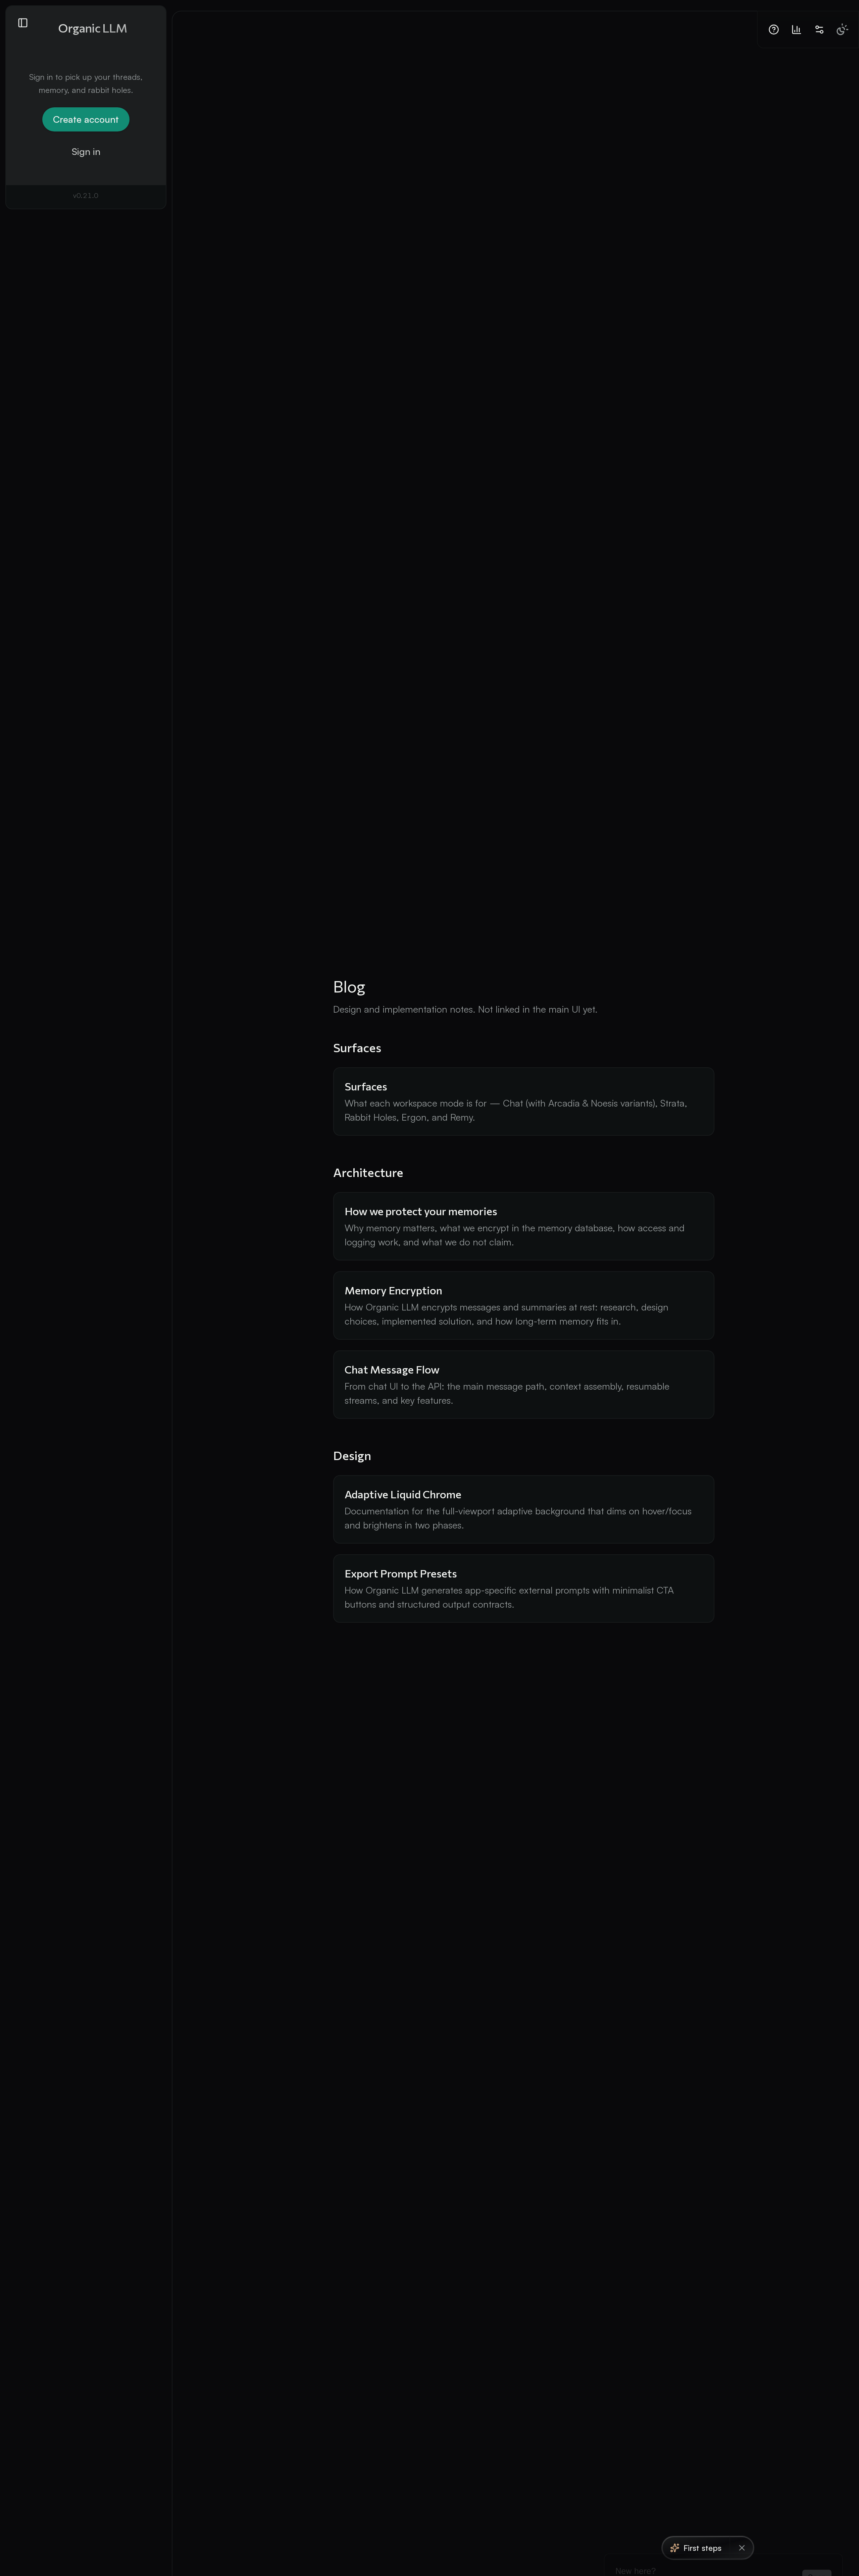 Organic LLM
Sign in to pick up your threads,
memory, and rabbit holes.
Create account
Sign in
v0.21.0
Blog
Design and implementation notes. Not linked in the main UI yet.
Surfaces
Surfaces
What each workspace mode is for — Chat (with Arcadia & Noesis variants), Strata,
Rabbit Holes, Ergon, and Remy.
Architecture
How we protect your memories
Why memory matters, what we encrypt in the memory database, how access and
logging work, and what we do not claim.
Memory Encryption
How Organic LLM encrypts messages and summaries at rest: research, design
choices, implemented solution, and how long-term memory fits in.
Chat Message Flow
From chat UI to the API: the main message path, context assembly, resumable
streams, and key features.
Design
Adaptive Liquid Chrome
Documentation for the full-viewport adaptive background that dims on hover/focus
and brightens in two phases.
Export Prompt Presets
How Organic LLM generates app-specific external prompts with minimalist CTA
buttons and structured output contracts.
First steps
New here?